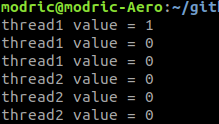 modric@modric-Aero:~/git
thread1 value = 1
thread1 value = 0
thread1 value = 0
thread2 value = 0
thread2 value = 0
thread2 value = 0